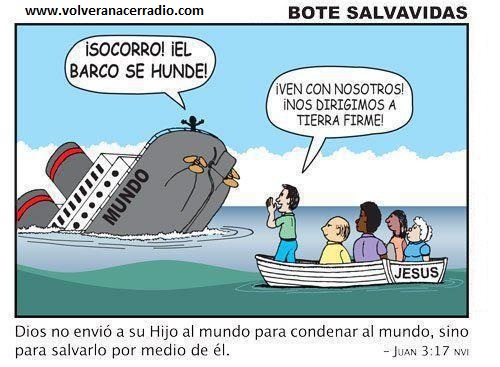 www.volveranacerradio.com
BOTE SALVAVIDAS
¡SOCORRO! ¡EL
BARCO SE HUNDE!
¡VEN CON NOSOTROS!
¡NOS DIRIGIMOS A
TIERRA FIRME!
MUNDO
JESUS
Dios no envió a su Hijo al mundo para condenar al mundo, sino
para salvarlo por medio de él.
– JUAN 3:17 NVI